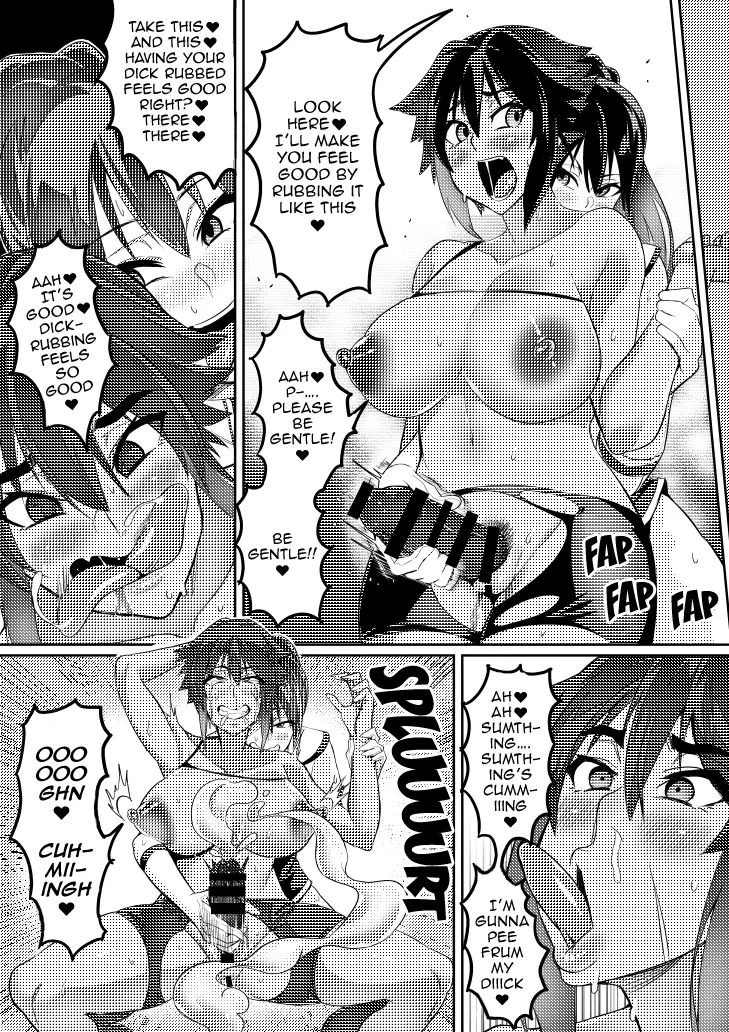 LOOK
HERE♥
I'LL MAKE
YOU FEEL
GOOD BY
RUBBING IT
LIKE THIS
♥
AAH♥
P-....
PLEASE
BE
GENTLE!
♥
BE
GENTLE!!
♥
FAP
FAP
FAP
TAKE THIS♥
AND THIS♥
HAVING YOUR
DICK RUBBED
FEELS GOOD
RIGHT?♥
THERE♥
THERE♥
AAH♥
IT'S
GOOD♥
DICK-
RUBBING
FEELS
SO
GOOD
♥
AH♥
AH♥
SUMTH-
ING....
SUMTH-
ING'S
CUMM-
IIING
♥
I'M
GUNNA
PEE
FRUM
MY
DIIICK
♥
SPLUUUURT
OOO
OOO
GHN
♥
CUH-
MII-
INGH
♥